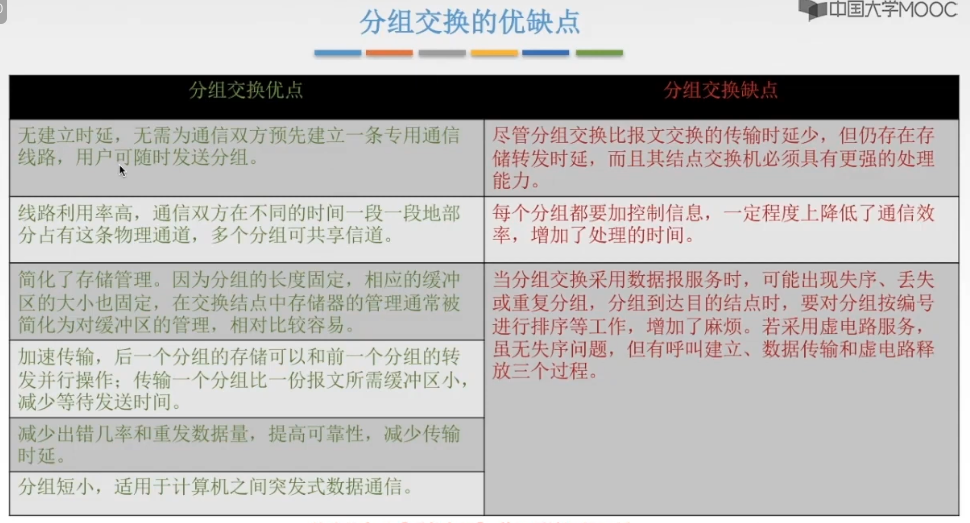 分组交换的优缺点
中国大学MOOC
分组交换优点
分组交换缺点
无建立时延，无需为通信双方预先建立一条专用通信
线路，用户可随时发送分组。
尽管分组交换比报文交换的传输时延少，但仍存在存
储转发时延，而且其结点交换机必须具有更强的处理
能力。
线路利用率高，通信双方在不同的时间一段一段地部
分占有这条物理通道，多个分组可共享信道。
每个分组都要加控制信息，一定程度上降低了通信效
率，增加了处理的时间。
简化了存储管理。因为分组的长度固定，相应的缓冲
区的大小也固定，在交换结点中存储器的管理通常被
简化为对缓冲区的管理，相对比较容易。
当分组交换采用数据报服务时，可能出现失序、丢失
或重复分组，分组到达目的结点时，要对分组按编号
进行排序等工作，增加了麻烦。若采用虚电路服务，
虽无失序问题，但有呼叫建立、数据传输和虚电路释
放三个过程。
加速传输，后一个分组的存储可以和前一个分组的转
发并行操作；传输一个分组比一份报文所需缓冲区小，
减少等待发送时间。
减少出错几率和重发数据量，提高可靠性，减少传输
时延。
分组短小，适用于计算机之间突发式数据通信。